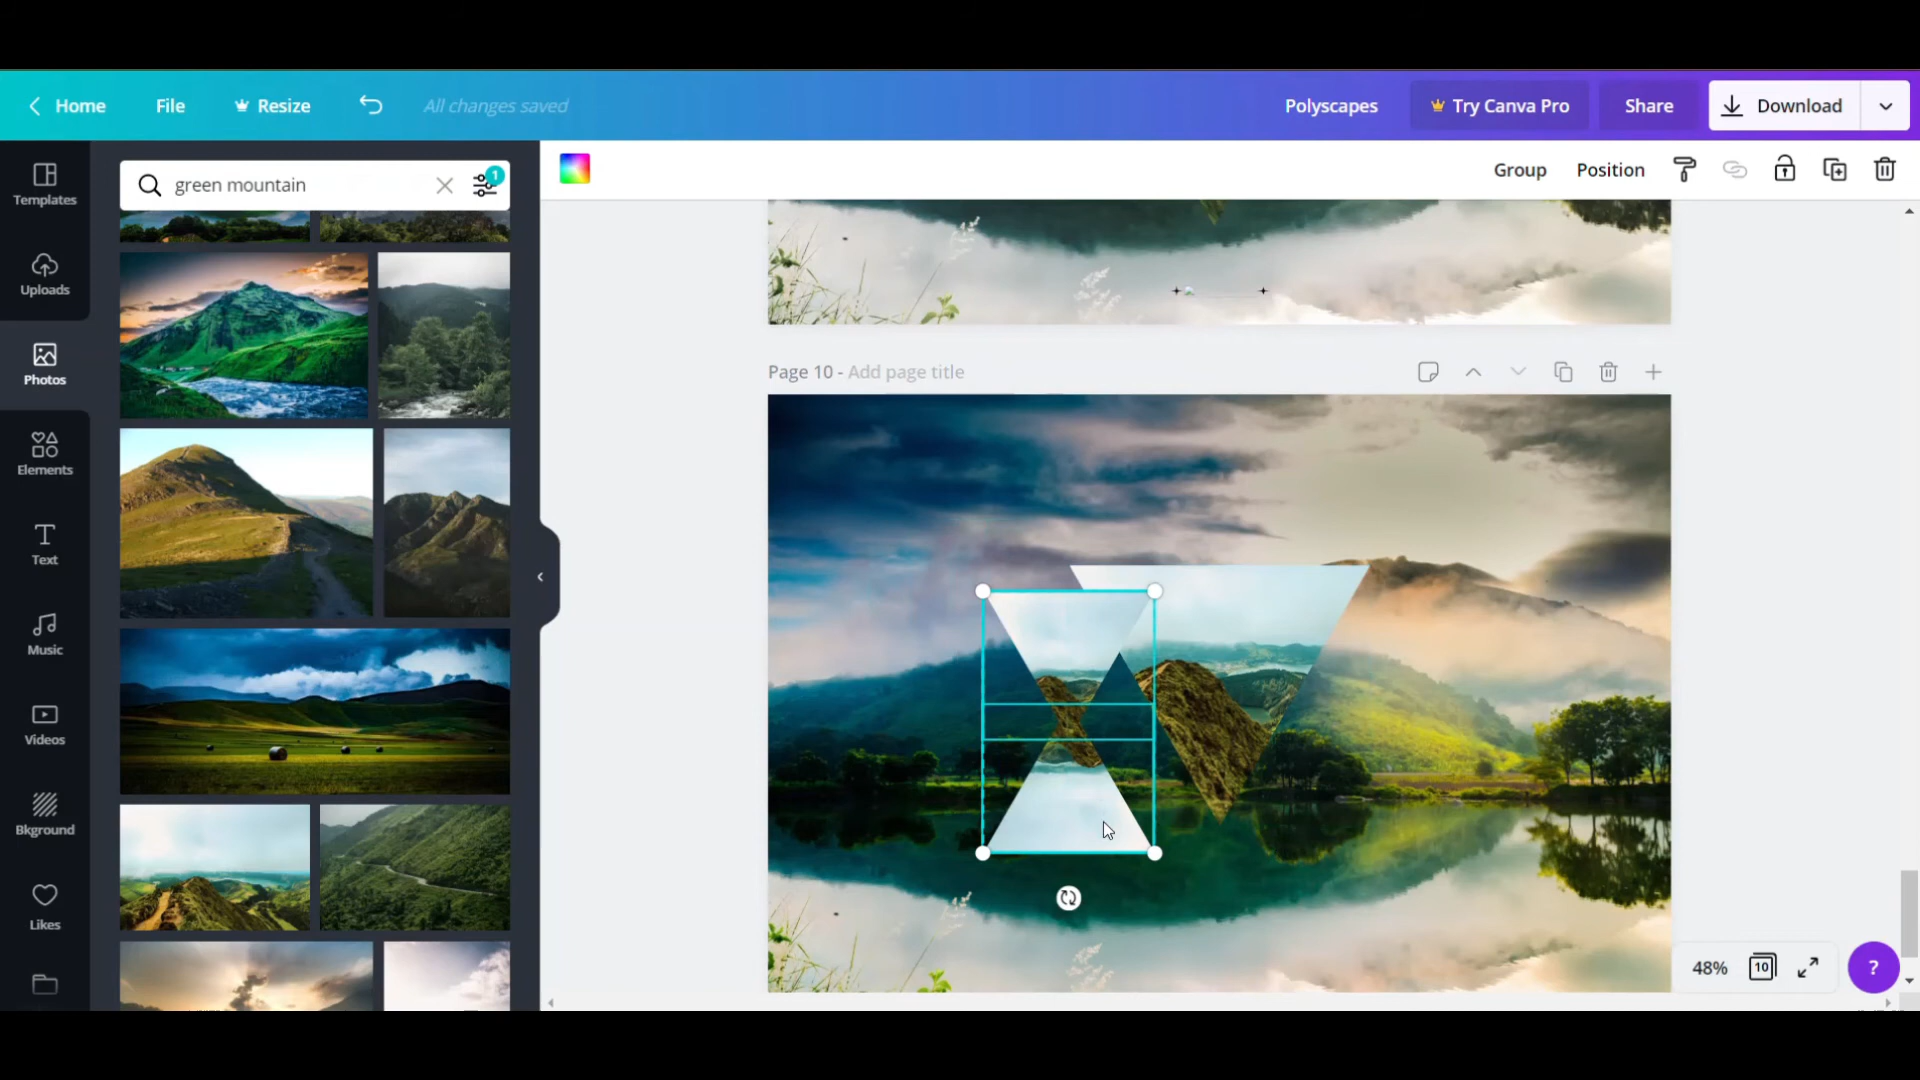 Home File Resize All changes saved Polyscapes Try Canva Pro Share Download
green mountain 1
Group Position
Templates
Uploads
Photos
Elements
Text
Music
Videos
Bkground
Likes
Page 10 - Add page title
48% 10 ?